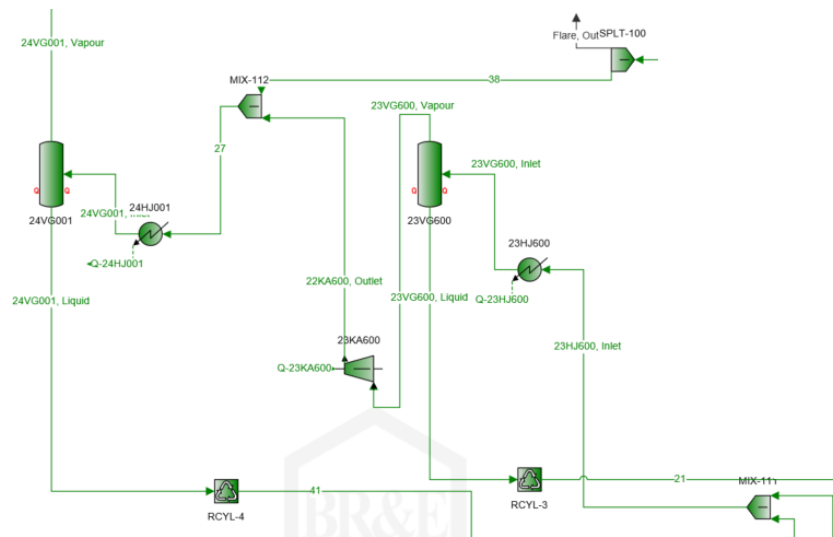 24VG001, Vapour
Flare, Out
SPLT-100
MIX-112
38
23VG600, Vapour
27
23VG600, Inlet
24VG001
24VG001,
24HJ001
23VG600
23HJ600
Q-24HJ001
24VG001, Liquid
22KA600, Outlet
23VG600, Liquid
Q-23HJ600
23KA600
23HJ600, Inlet
Q-23KA600
21
41
RCYL-4
RCYL-3
BR&E
Q
Q
Q
Q